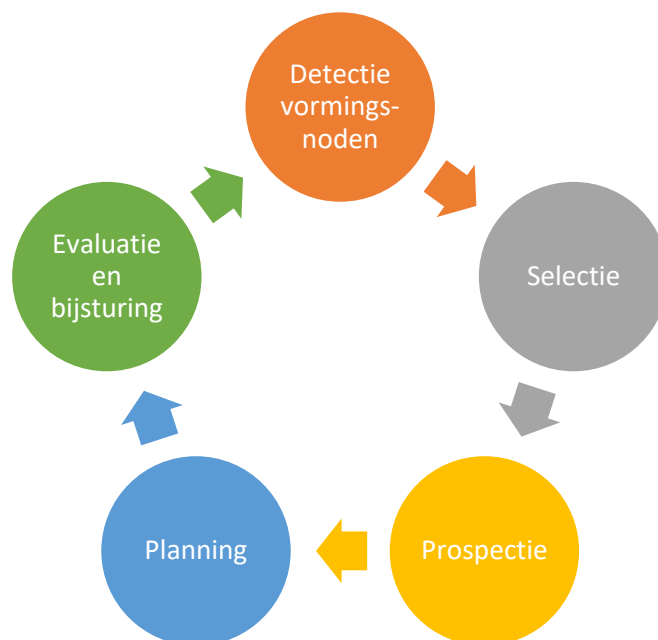 Detectie
vormings-
noden
Selectie
Prospectie
Planning
Evaluatie
en
bijsturing